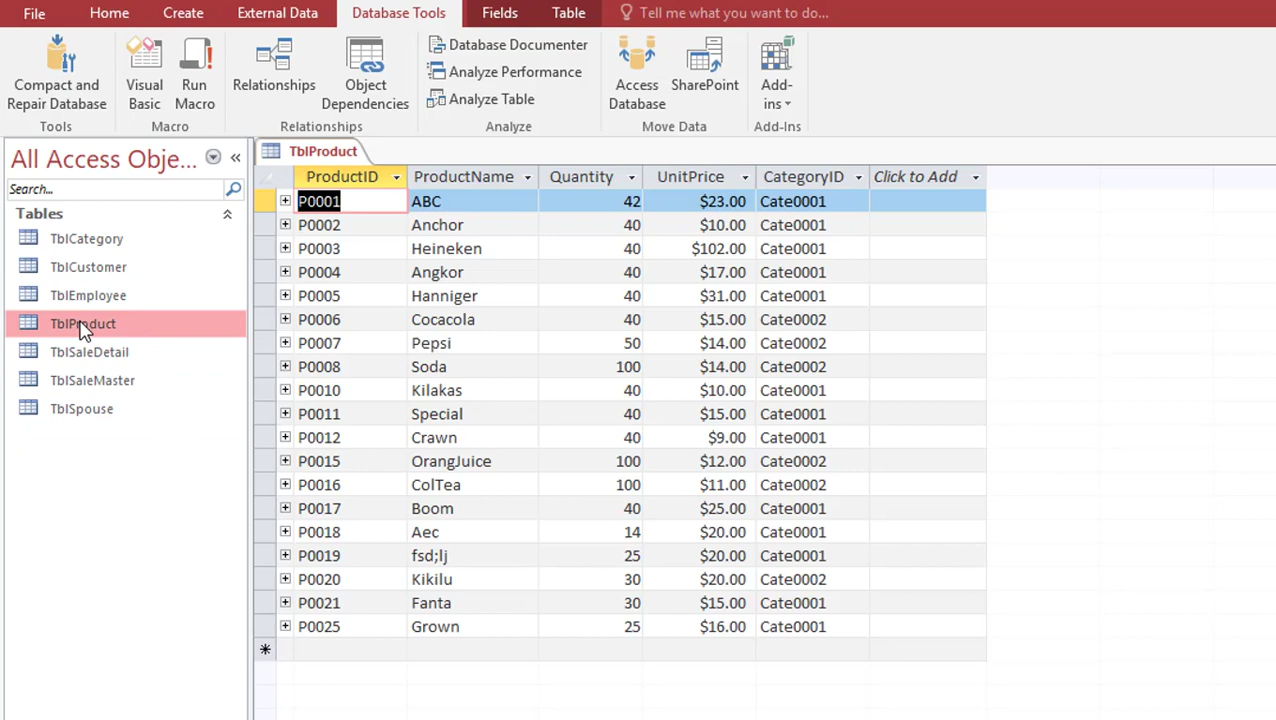 File Home Create External Data Database Tools Fields Table Tell me what you want to do...
Compact and Repair Database
Visual Basic
Run Macro
Relationships
Object Dependencies
Database Documenter
Analyze Performance
Analyze Table
Access Database
SharePoint
Add-ins
Tools Macro Relationships Analyze Move Data Add-Ins
All Access Obje... «
Search...
Tables
TblCategory
TblCustomer
TblEmployee
TblProduct
TblSaleDetail
TblSaleMaster
TblSpouse
TblProduct
ProductID ProductName Quantity UnitPrice CategoryID Click to Add
P0001 ABC 42 $23.00 Cate0001
P0002 Anchor 40 $10.00 Cate0001
P0003 Heineken 40 $102.00 Cate0001
P0004 Angkor 40 $17.00 Cate0001
P0005 Hanniger 40 $31.00 Cate0001
P0006 Cocacola 40 $15.00 Cate0002
P0007 Pepsi 50 $14.00 Cate0002
P0008 Soda 100 $14.00 Cate0002
P0010 Kilakas 40 $10.00 Cate0001
P0011 Special 40 $15.00 Cate0001
P0012 Crawn 40 $9.00 Cate0001
P0015 OrangJuice 100 $12.00 Cate0002
P0016 ColTea 100 $11.00 Cate0002
P0017 Boom 40 $25.00 Cate0001
P0018 Aec 14 $20.00 Cate0001
P0019 fsd;lj 25 $20.00 Cate0001
P0020 Kikilu 30 $20.00 Cate0002
P0021 Fanta 30 $15.00 Cate0001
P0025 Grown 25 $16.00 Cate0001